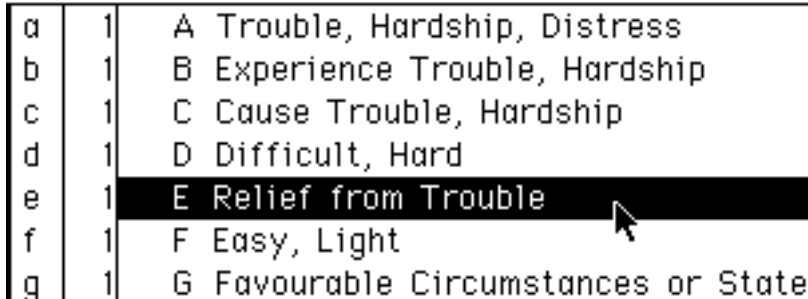 a 1 A Trouble, Hardship, Distress
b 1 B Experience Trouble, Hardship
c 1 C Cause Trouble, Hardship
d 1 D Difficult, Hard
e 1 E Relief from Trouble
f 1 F Easy, Light
g 1 G Favourable Circumstances or State